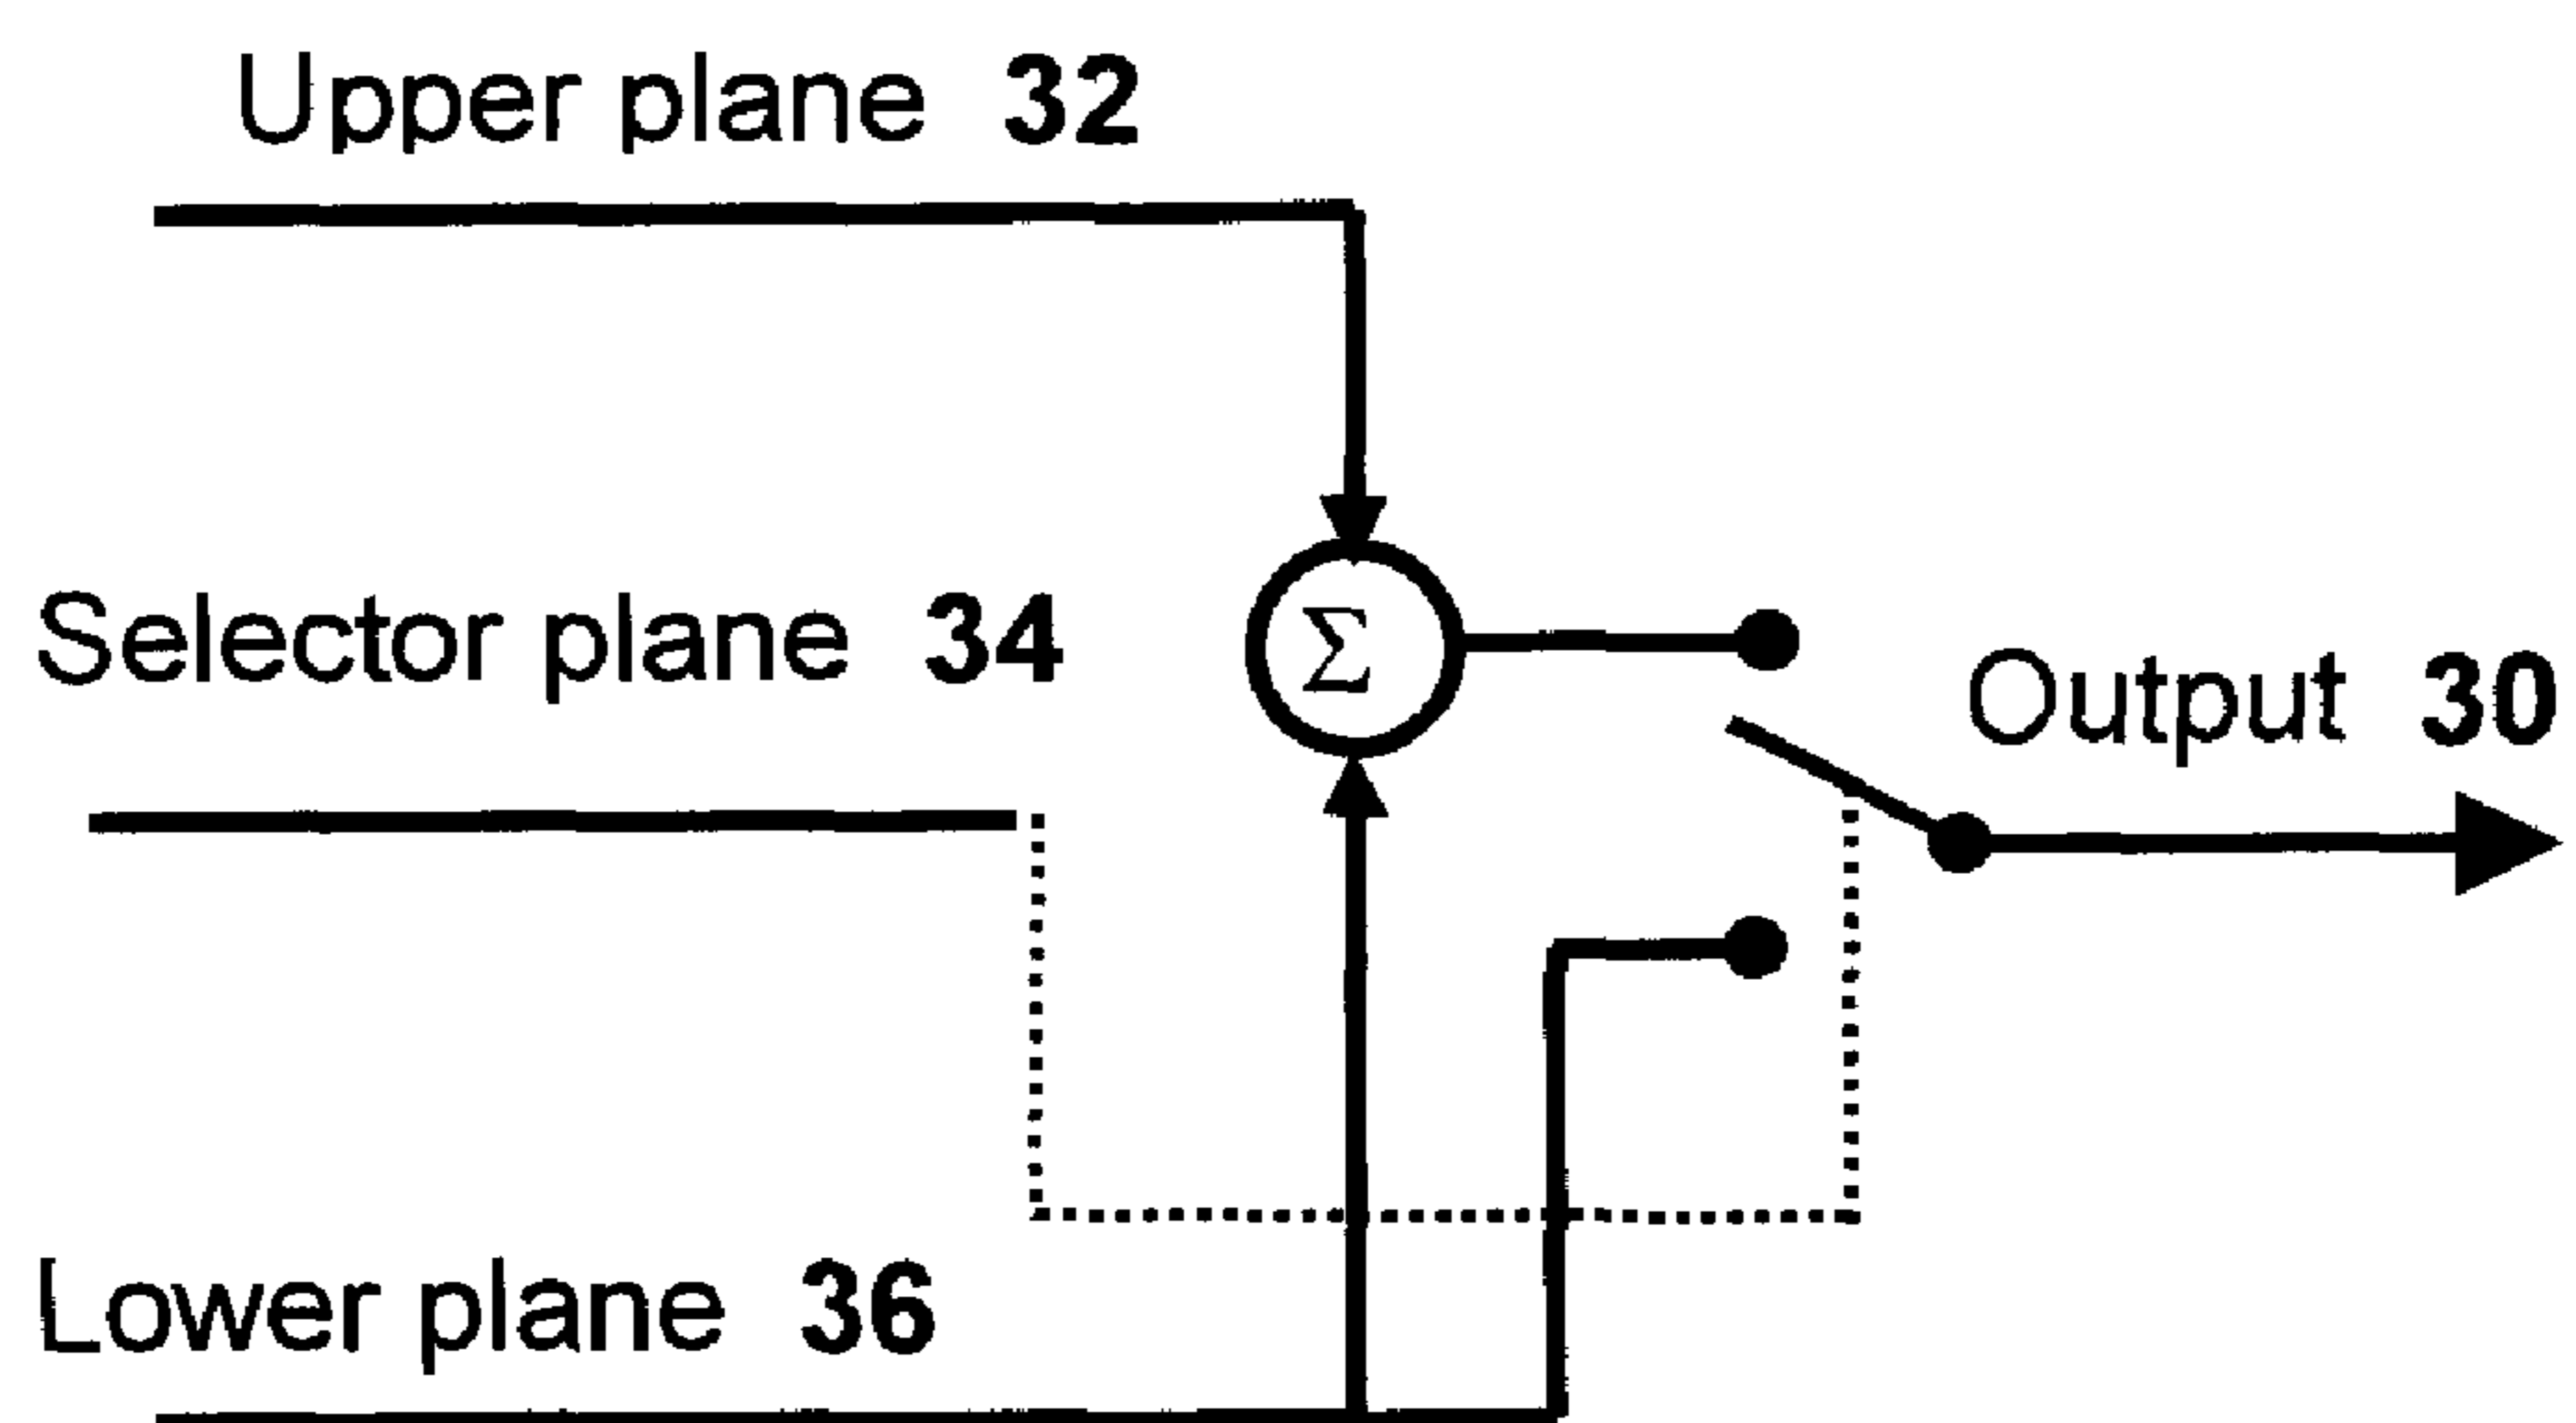 Upper plane 32
Selector plane 34
Σ
Output 30
Lower plane 36